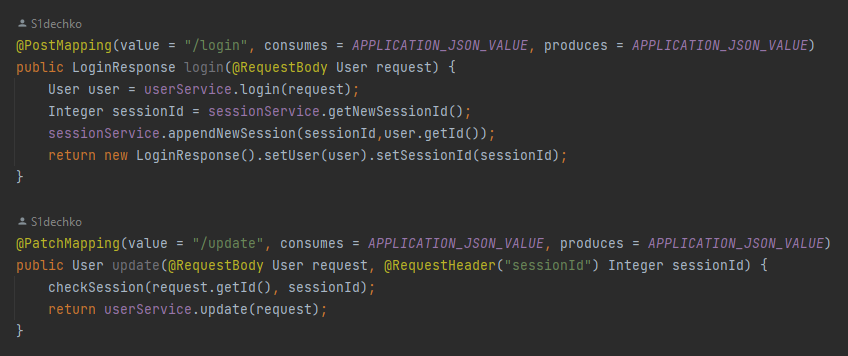 S1dechko
@PostMapping(value = "/login", consumes = APPLICATION_JSON_VALUE, produces = APPLICATION_JSON_VALUE)
public LoginResponse login(@RequestBody User request) {
    User user = userService.login(request);
    Integer sessionId = sessionService.getNewSessionId();
    sessionService.appendNewSession(sessionId,user.getId());
    return new LoginResponse().setUser(user).setSessionId(sessionId);
}
S1dechko
@PatchMapping(value = "/update", consumes = APPLICATION_JSON_VALUE, produces = APPLICATION_JSON_VALUE)
public User update(@RequestBody User request, @RequestHeader("sessionId") Integer sessionId) {
    checkSession(request.getId(), sessionId);
    return userService.update(request);
}